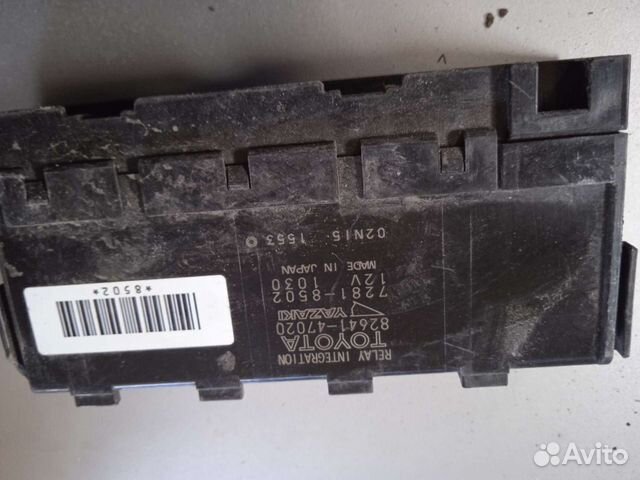 RELAY INTEGRATION
TOYOTA
82641-47020
YAZAKI
7281-8502
12V 1030
MADE IN JAPAN
02N15 1553
*8502*
Avito